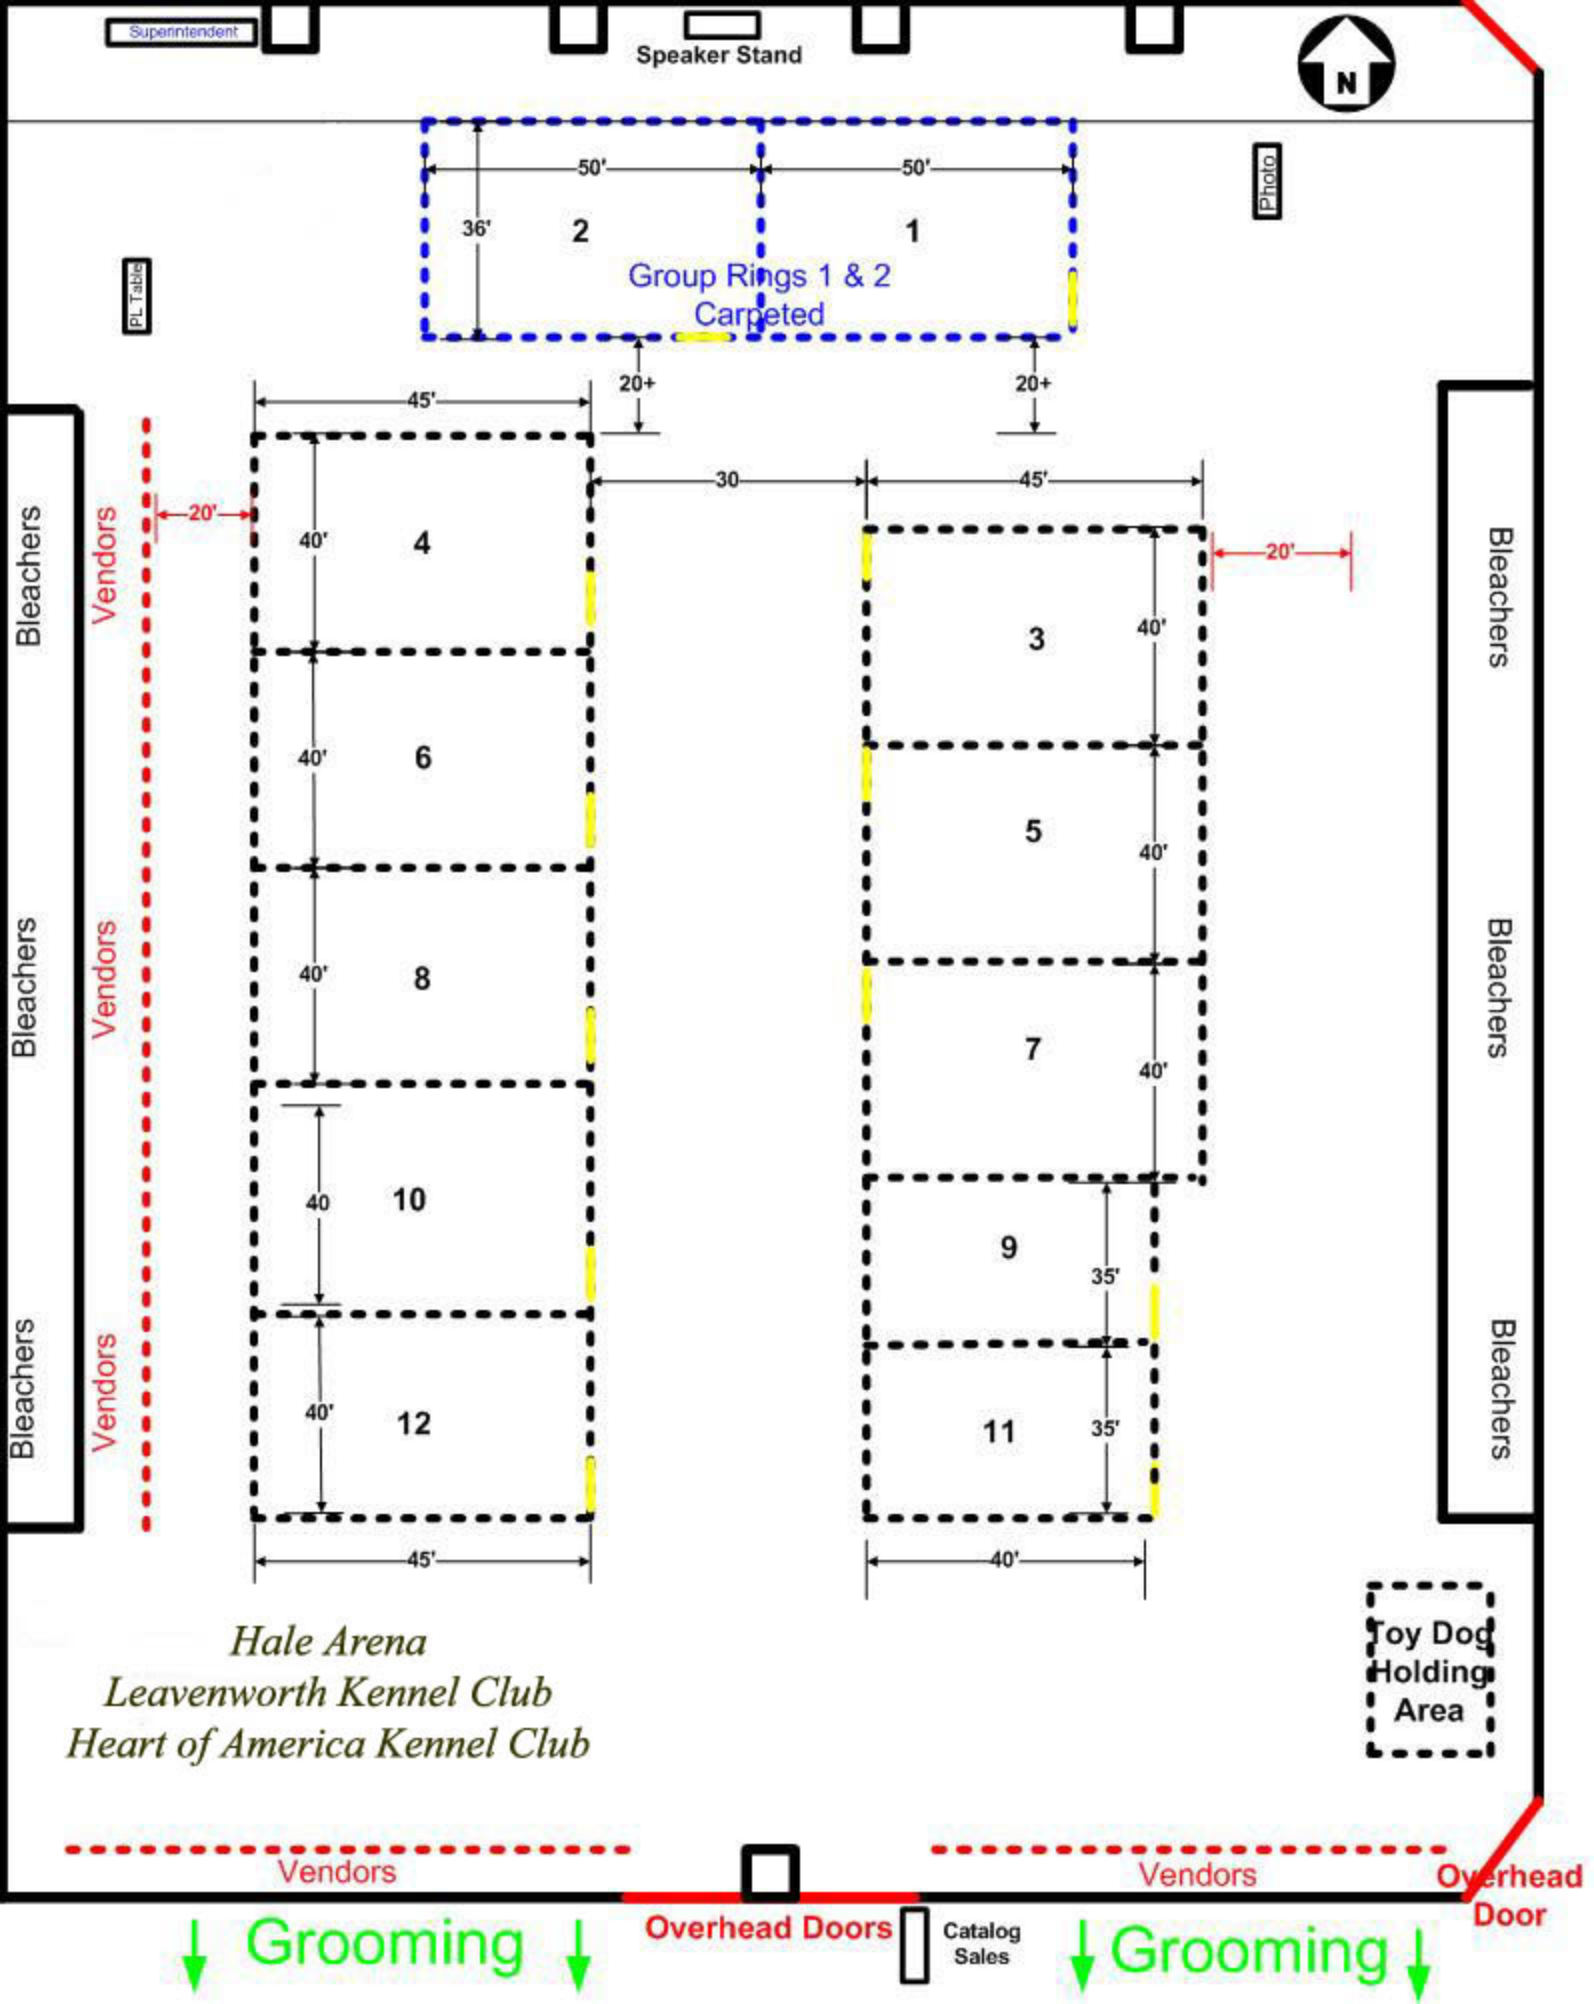 Superintendent
Speaker Stand
N
Photo
PL Table
50'
50'
36'
2
1
Group Rings 1 & 2
Carpeted
20+
20+
45'
30
45'
20'
20'
Bleachers
Vendors
40'
4
3
40'
Bleachers
40'
6
5
40'
Bleachers
Vendors
40'
8
7
40'
Bleachers
40
10
9
35'
Bleachers
Vendors
40'
12
11
35'
Bleachers
45'
40'
Hale Arena
Leavenworth Kennel Club
Heart of America Kennel Club
Toy Dog
Holding
Area
Vendors
Vendors
Overhead
Door
Grooming
Overhead Doors
Catalog
Sales
Grooming